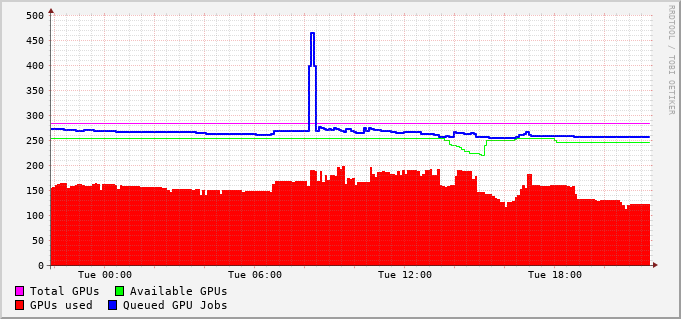 500
450
400
350
300
250
200
150
100
50
0
Tue 00:00 Tue 06:00 Tue 12:00 Tue 18:00
Total GPUs Available GPUs
GPUs used Queued GPU Jobs
RRDTOOL / TOBI OETIKER